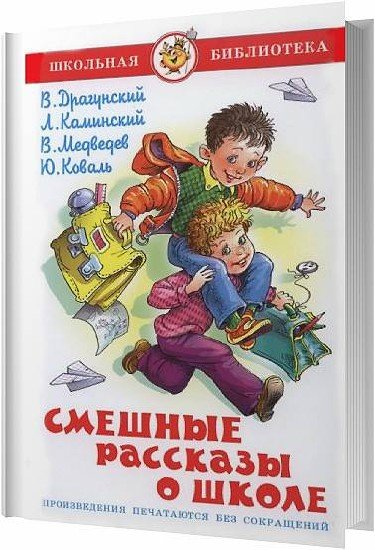 ШКОЛЬНАЯ БИБЛИОТЕКА
В. Драгунский
Л. Каминский
В. Медведев
Ю. Коваль
СМЕШНЫЕ
рассказы
о школе
ПРОИЗВЕДЕНИЯ ПЕЧАТАЮТСЯ БЕЗ СОКРАЩЕНИЙ